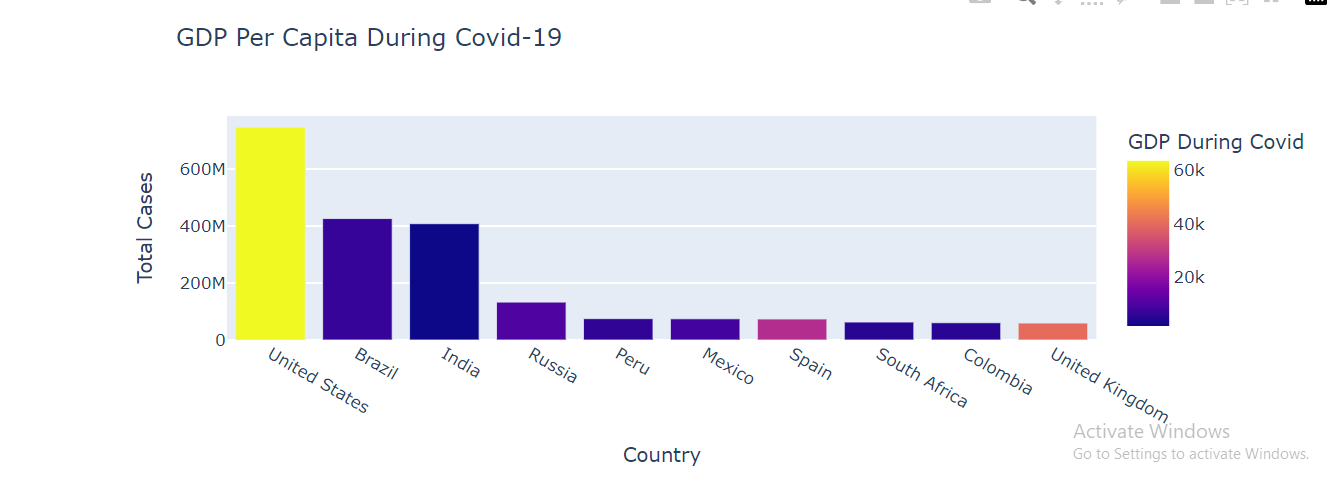 GDP Per Capita During Covid-19
Total Cases
600M
400M
200M
0
United States
Brazil
India
Russia
Peru
Mexico
Spain
South Africa
Colombia
United Kingdom
Country
GDP During Covid
60k
40k
20k
Activate Windows
Go to Settings to activate Windows.